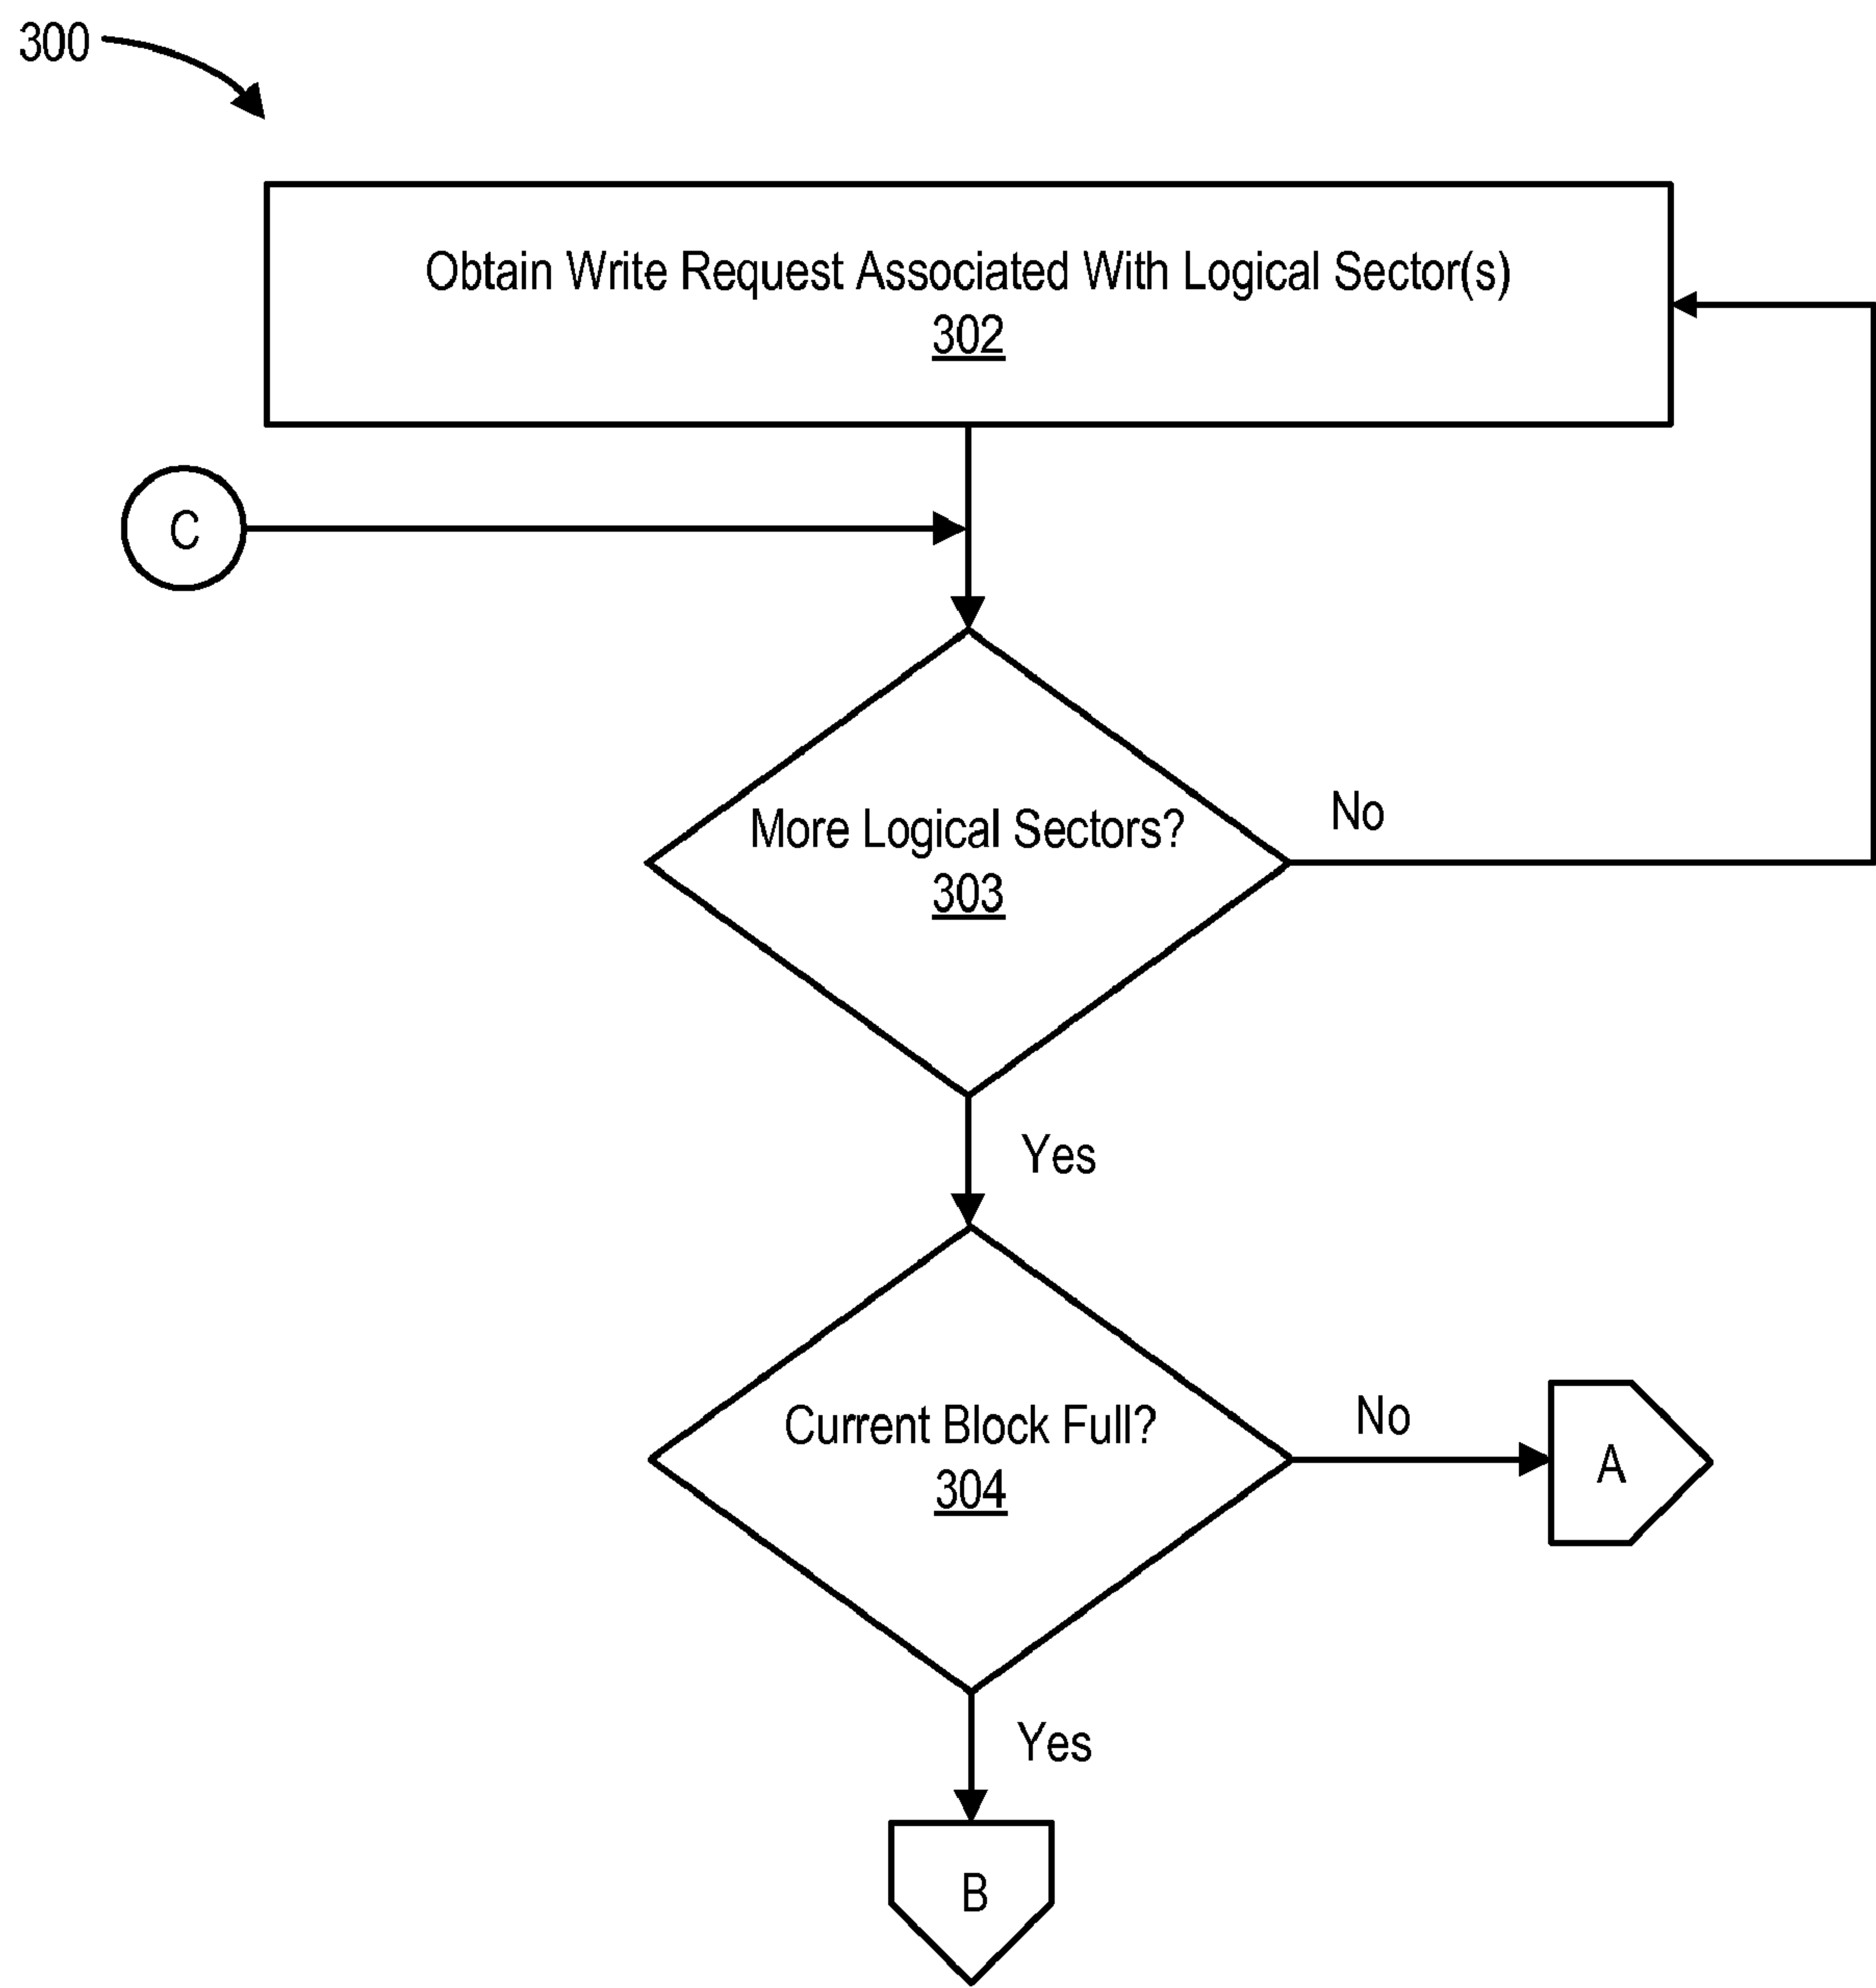 300
Obtain Write Request Associated With Logical Sector(s)
302
C
More Logical Sectors?
303
No
Yes
Current Block Full?
304
No
A
Yes
B